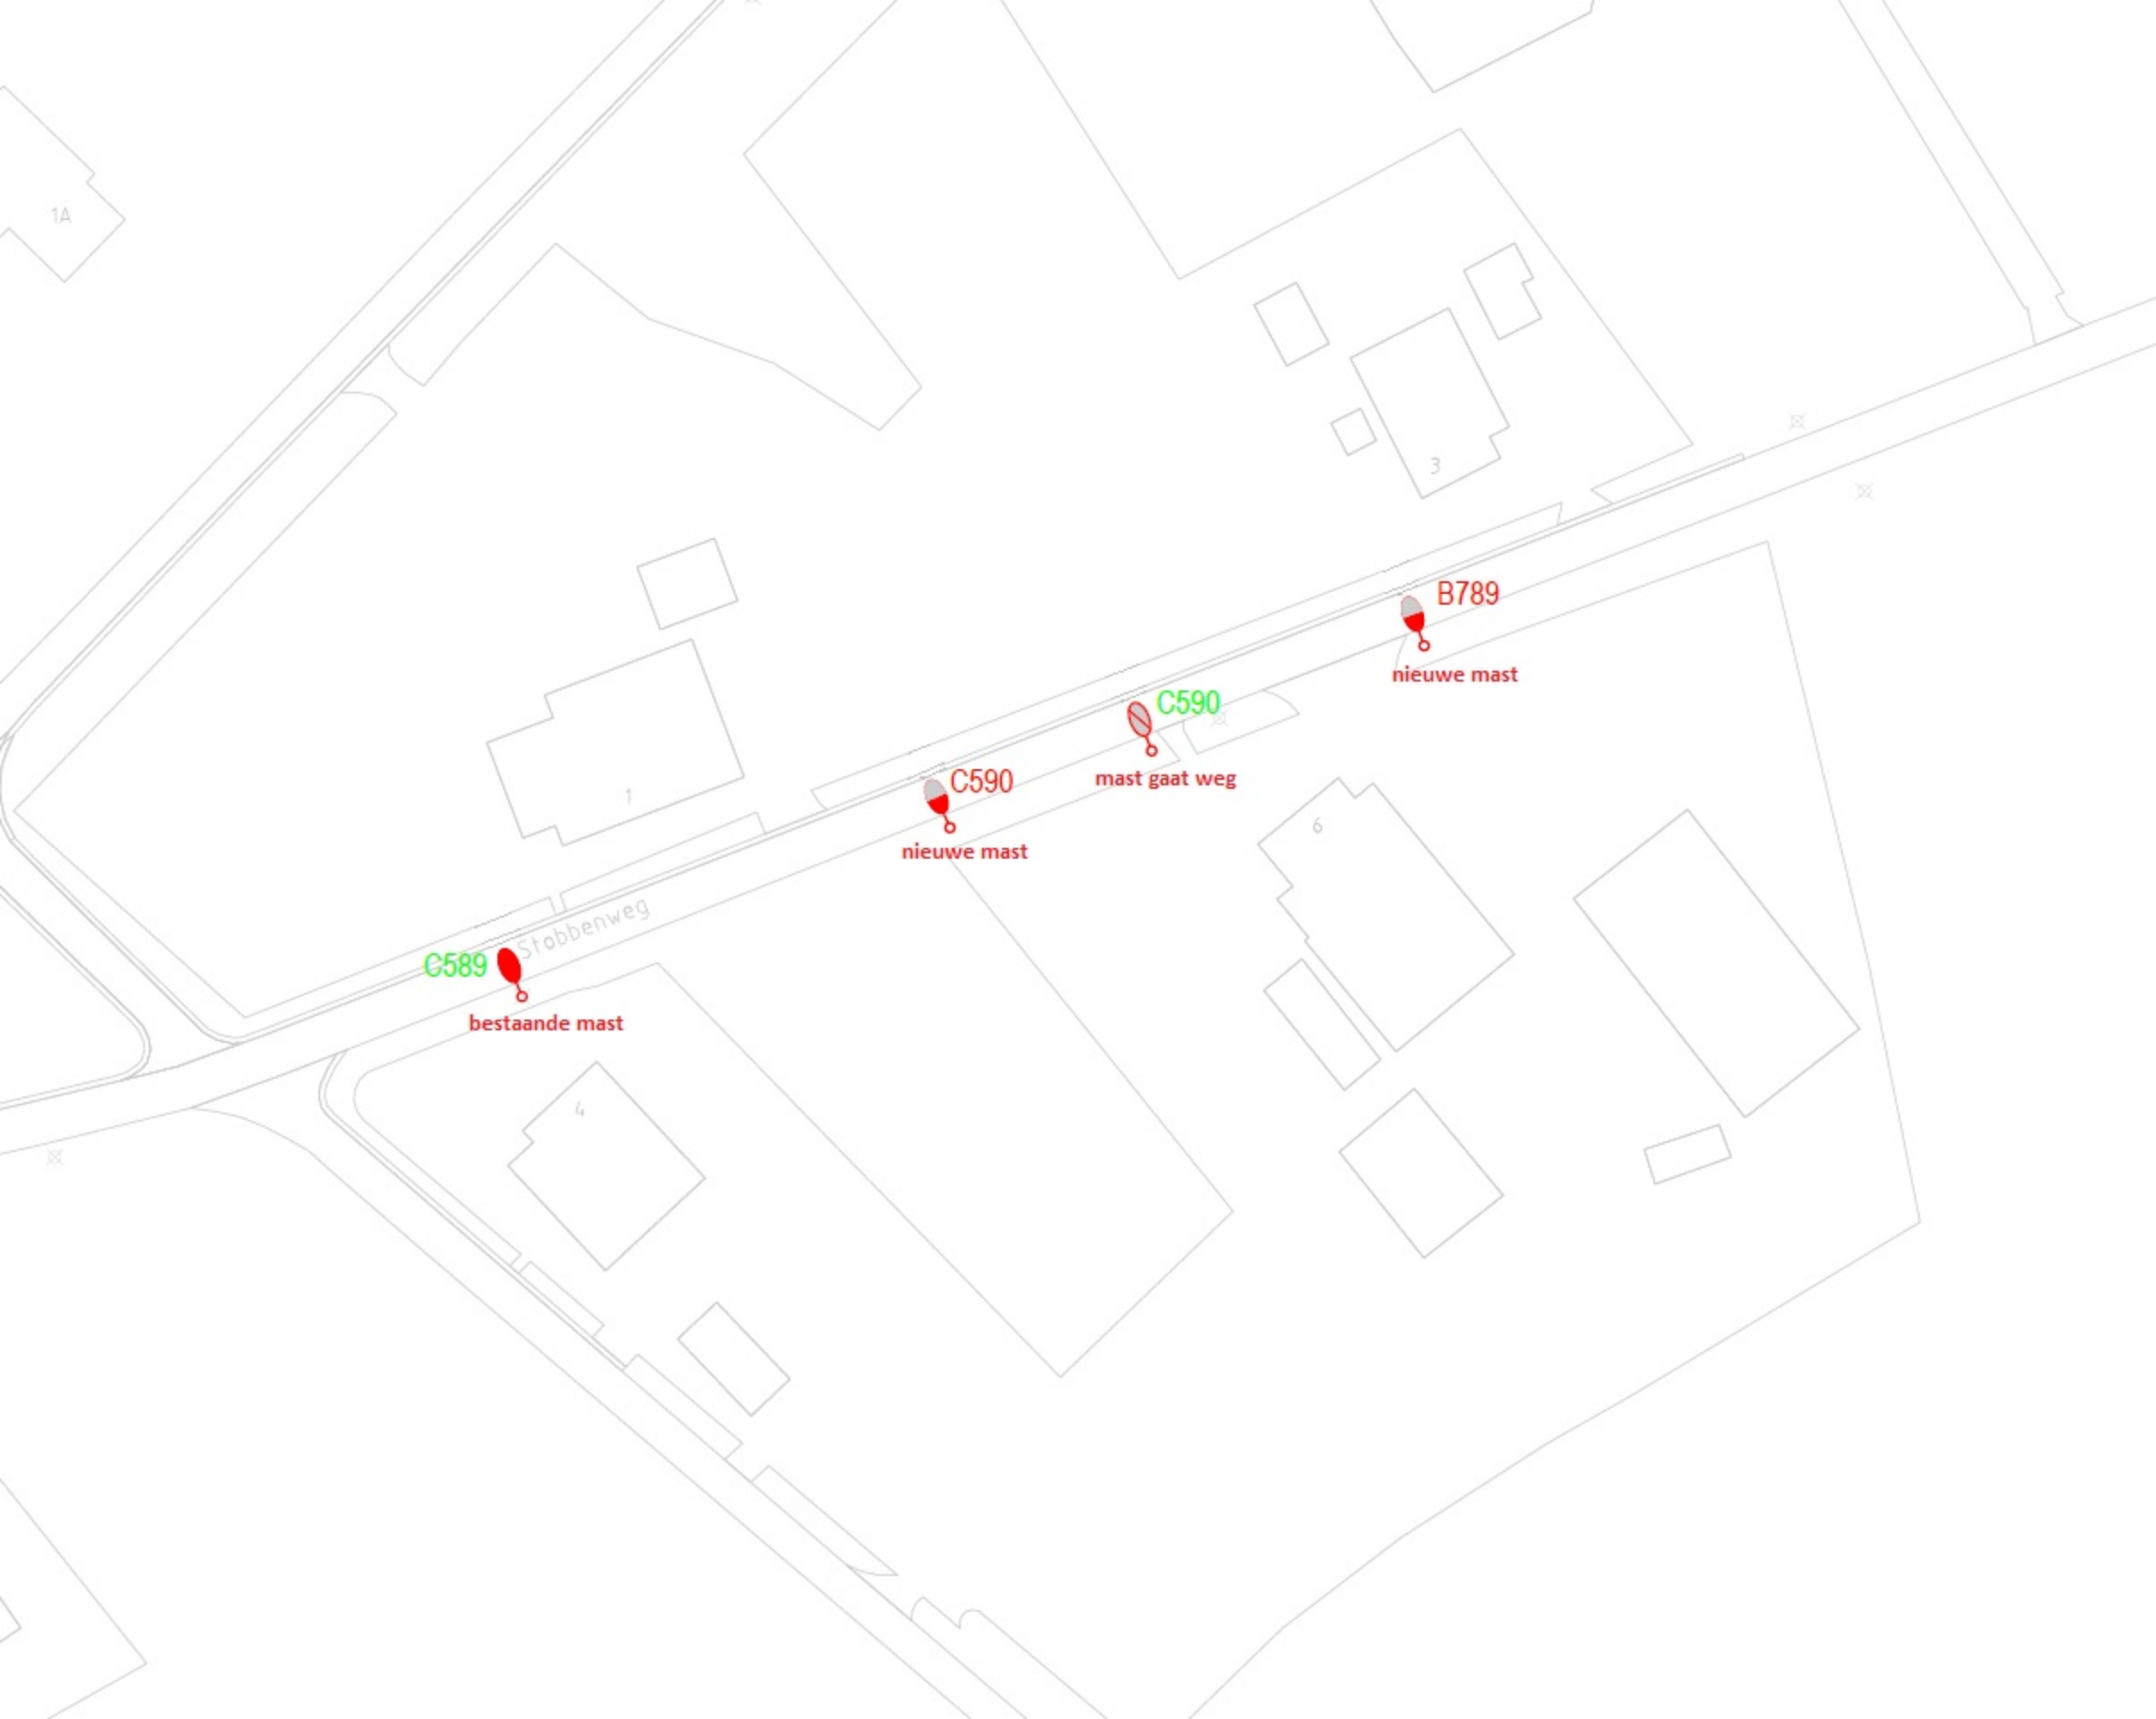 1A
3
B789
nieuwe mast
C590
mast gaat weg
C590
nieuwe mast
1
6
Stobbenweg
C589
bestaande mast
4